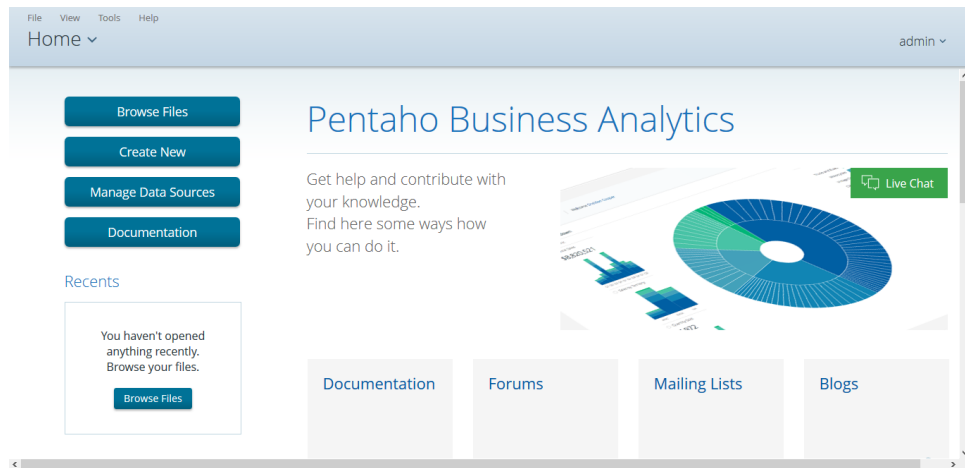 File View Tools Help
Home
admin
Browse Files
Create New
Manage Data Sources
Documentation
Recents
You haven't opened
anything recently.
Browse your files.
Browse Files
Pentaho Business Analytics
Get help and contribute with
your knowledge.
Find here some ways how
you can do it.
Live Chat
Documentation
Forums
Mailing Lists
Blogs